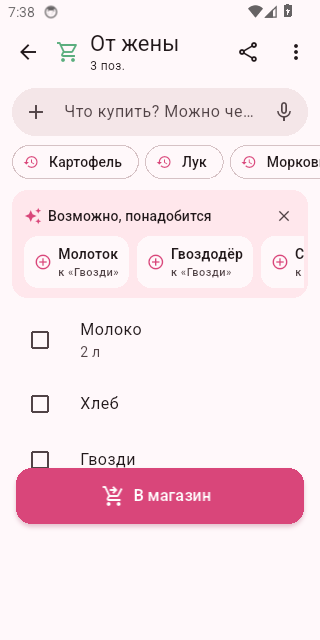 7:38
От жены
3 поз.
Что купить? Можно че...
Картофель
Лук
Морковь
Возможно, понадобится
Молоток
к «Гвозди»
Гвоздодёр
к «Гвозди»
С
к
Молоко
2 л
Хлеб
Гвозди
В магазин